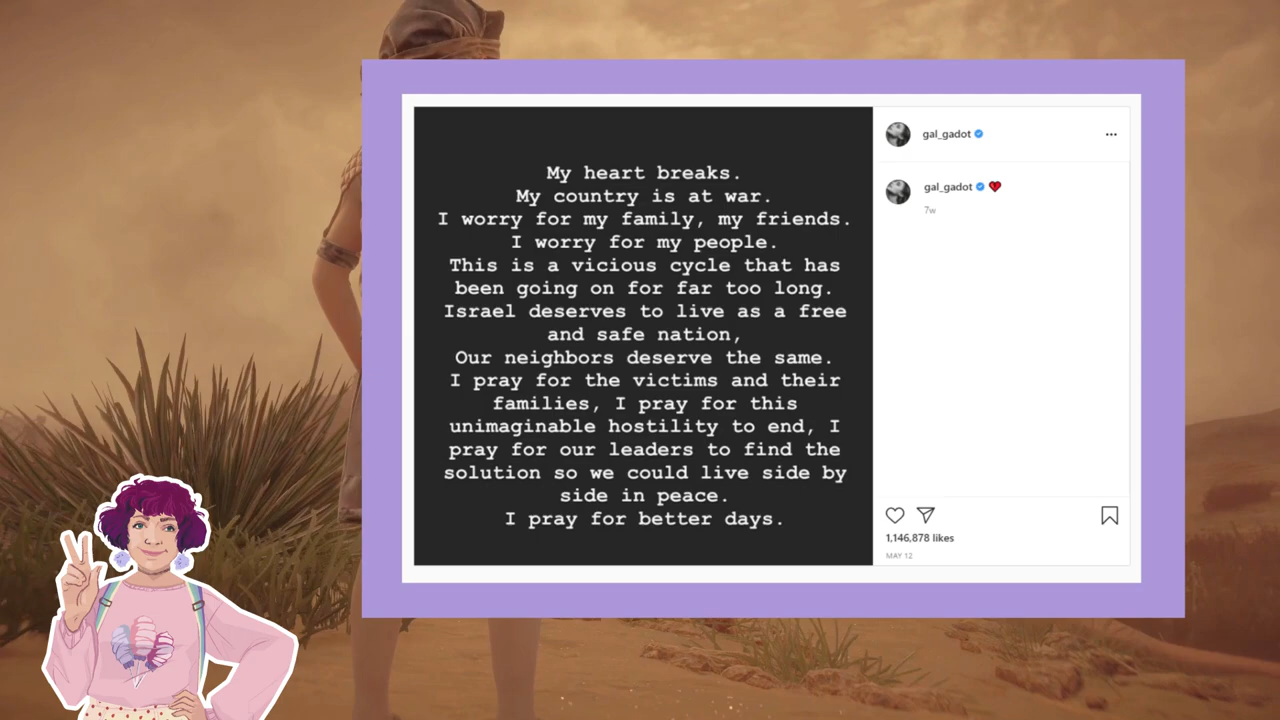 My heart breaks.
My country is at war.
I worry for my family, my friends.
I worry for my people.
This is a vicious cycle that has
been going on for far too long.
Israel deserves to live as a free
and safe nation,
Our neighbors deserve the same.
I pray for the victims and their
families, I pray for this
unimaginable hostility to end, I
pray for our leaders to find the
solution so we could live side by
side in peace.
I pray for better days.
gal_gadot
gal_gadot
7w
1,146,878 likes
MAY 12